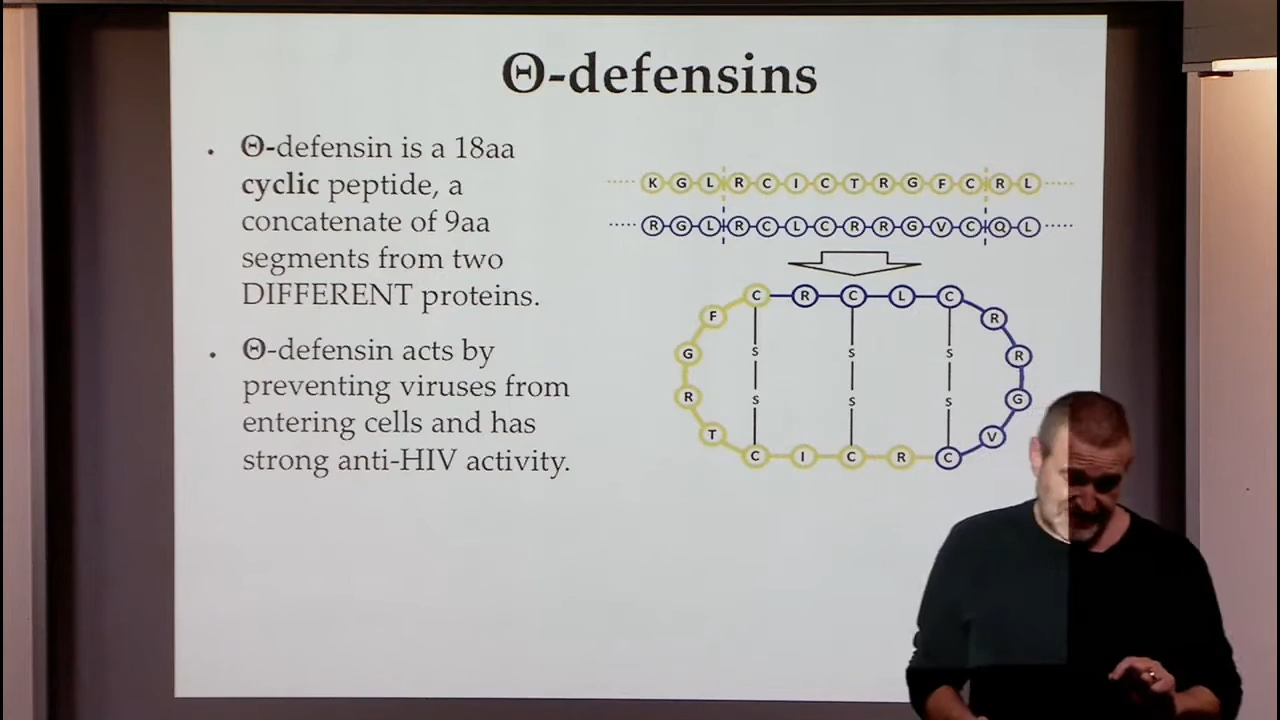 Θ-defensins
• Θ-defensin is a 18aa
cyclic peptide, a
concatenate of 9aa
segments from two
DIFFERENT proteins.
• Θ-defensin acts by
preventing viruses from
entering cells and has
strong anti-HIV activity.
K G L R C I C T R G F C R L
R G L R C L C R R G V C Q L
C R C L C
F R
S S S
G R
R S S S G
T V
C I C R C